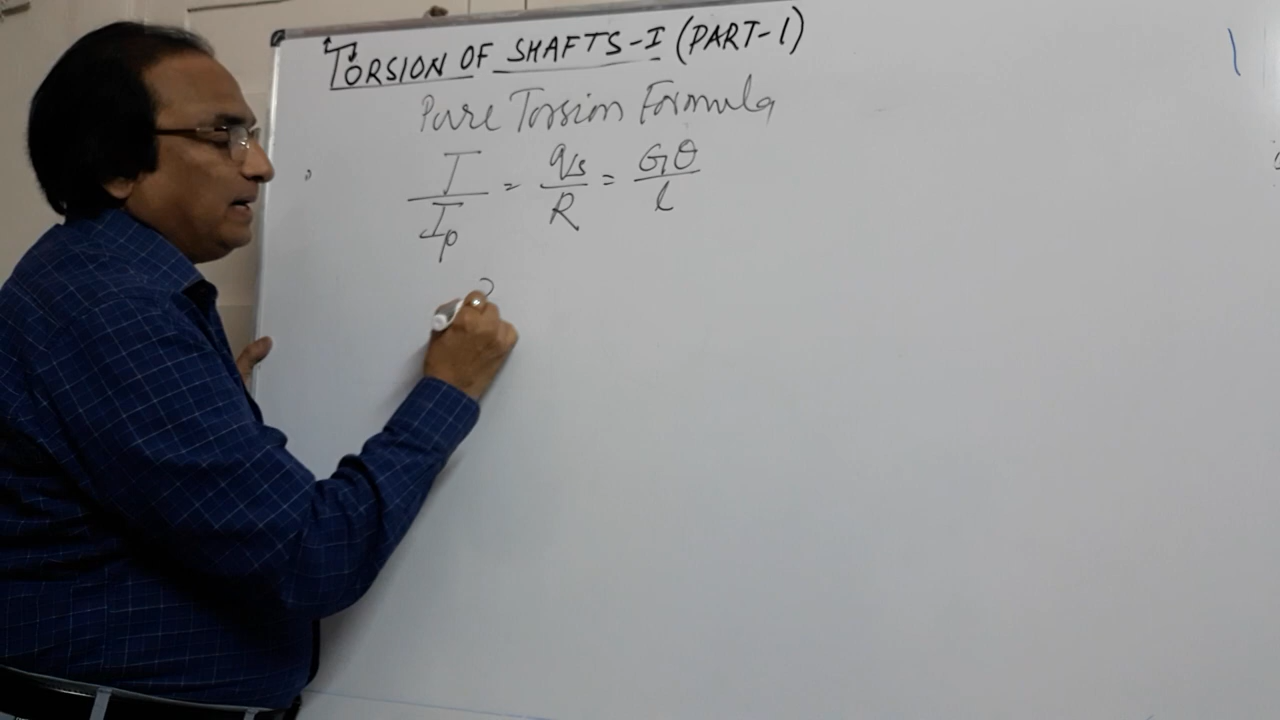 TORSION OF SHAFTS-I (PART-1)
Pure Torsion Formula
T/Ip = qs/R = Gθ/l